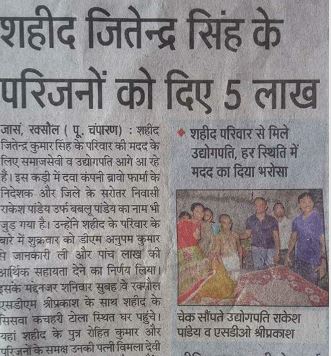 शहीद जितेन्द्र सिंह के
परिजनों को दिए 5 लाख
जासं, रक्सौल ( पू. चंपारण) : शहीद
जितेन्द्र कुमार सिंह के परिवार की मदद के
लिए समाजसेवी व उद्योगपति आगे आ रहे
हैं। इस कड़ी में दवा कंपनी ब्रावो फार्मा के
निदेशक और जिले के सरोतर निवासी
राकेश पांडेय उर्फ बबलू पांडेय का नाम भी
जुड़ गया है। उन्होंने शहीद के परिवार के
बारे में शुक्रवार को डीएम अनुपम कुमार
से जानकारी ली और पांच लाख की
आर्थिक सहायता देने का निर्णय लिया।
इसके मद्देनजर शनिवार सुबह वे रक्सौल
एसडीएम श्रीप्रकाश के साथ शहीद के
सिसवा कचहरी टोला स्थित घर पहुंचे।
यहां शहीद के पुत्र रोहित कुमार और
परिजनों के समक्ष उनकी पत्नी विमला देवी
♦ शहीद परिवार से मिले
उद्योगपति, हर स्थिति में
मदद का दिया भरोसा
चेक सौंपते उद्योगपति राकेश
पांडेय व एसडीओ श्रीप्रकाश